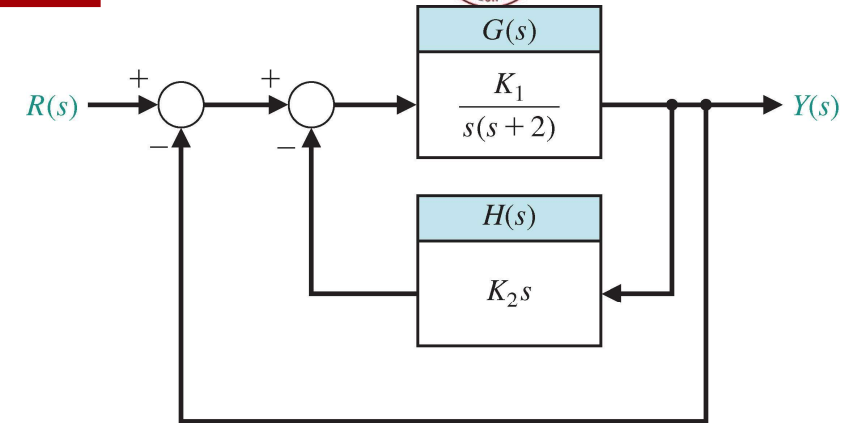 G(s)
+
+
K₁
R(s)
Y(s)
s(s + 2)
−
−
H(s)
K₂s